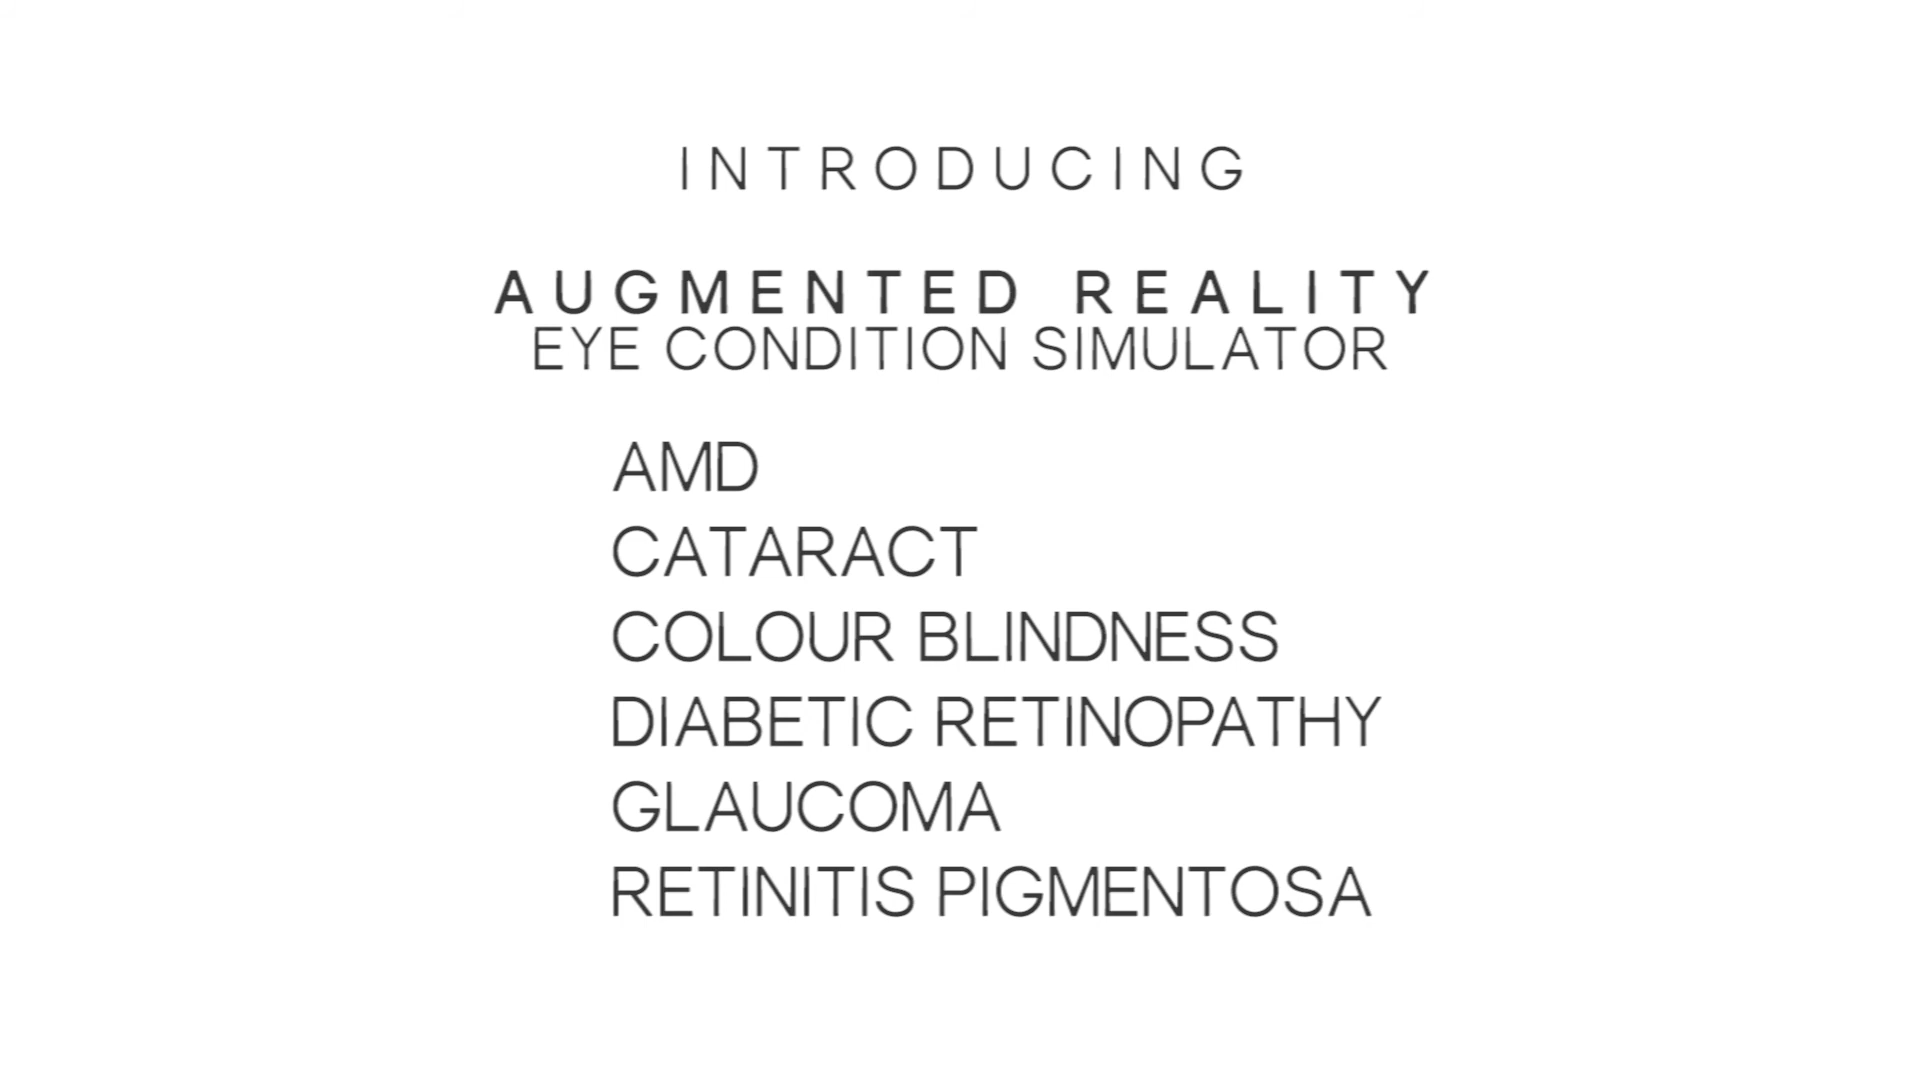 INTRODUCING
AUGMENTED REALITY
EYE CONDITION SIMULATOR
AMD
CATARACT
COLOUR BLINDNESS
DIABETIC RETINOPATHY
GLAUCOMA
RETINITIS PIGMENTOSA